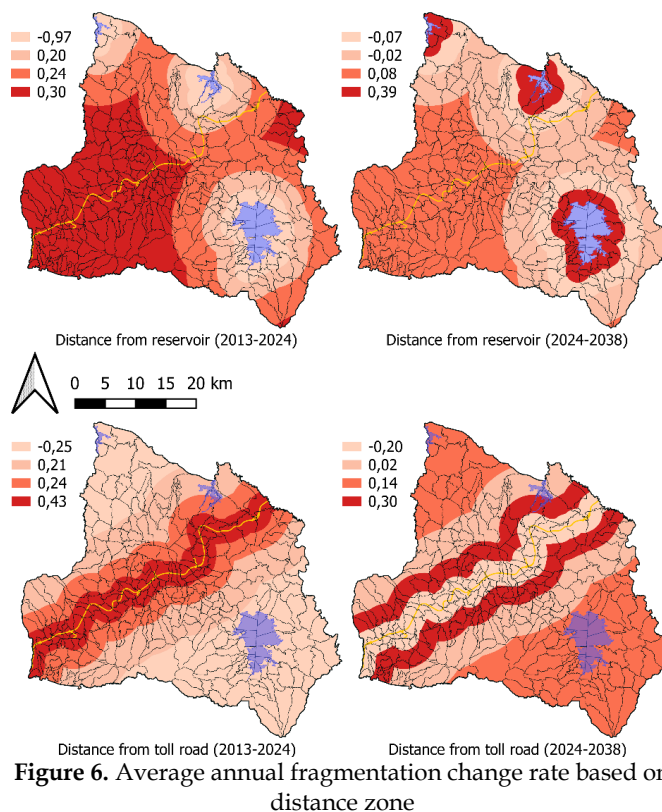 -0,97
0,20
0,24
0,30
-0,07
-0,02
0,08
0,39
Distance from reservoir (2013-2024)
Distance from reservoir (2024-2038)
0 5 10 15 20 km
-0,25
0,21
0,24
0,43
-0,20
0,02
0,14
0,30
Distance from toll road (2013-2024)
Distance from toll road (2024-2038)
Figure 6. Average annual fragmentation change rate based on
distance zone